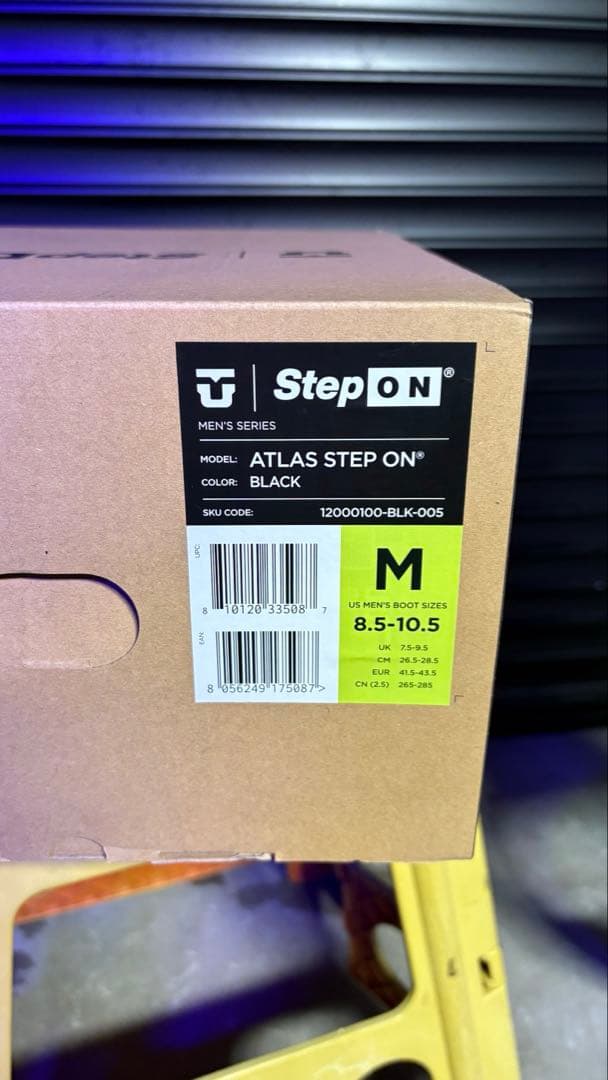 Step
Step ON®
MEN'S SERIES
MODEL: ATLAS STEP ON®
COLOR: BLACK
SKU CODE: 12000100-BLK-005
UPC:
8 10120 33508 7
EAN:
8 056249 175087 >
M
US MEN'S BOOT SIZES
8.5-10.5
UK 7.5-9.5
CM 26.5-28.5
EUR 41.5-43.5
CN (2.5) 265-285